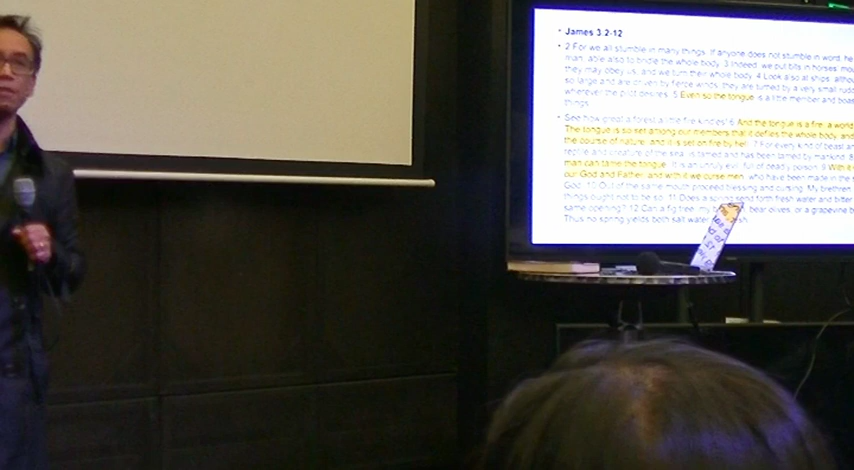 James 3:2-12
2 For we all stumble in many things. If anyone does not stumble in word, he
man, able also to bridle the whole body. 3 Indeed, we put bits in horses' mou
they may obey us, and we turn their whole body. 4 Look also at ships: althou
so large and are driven by fierce winds, they are turned by a very small rudd
wherever the pilot desires. 5 Even so the tongue is a little member and boas
things.
See how great a forest a little fire kindles! 6 And the tongue is a fire, a world
The tongue is so set among our members that it defiles the whole body, and
the course of nature; and it is set on fire by hell. 7 For every kind of beast an
reptile and creature of the sea, is tamed and has been tamed by mankind. 8
man can tame the tongue. It is an unruly evil, full of deadly poison. 9 With it
our God and Father, and with it we curse men, who have been made in the
God. 10 Out of the same mouth proceed blessing and cursing. My brethren
things ought not to be so. 11 Does a spring send forth fresh water and bitter
same opening? 12 Can a fig tree, my bear olives, or a grapevine b
Thus no spring yields both salt water